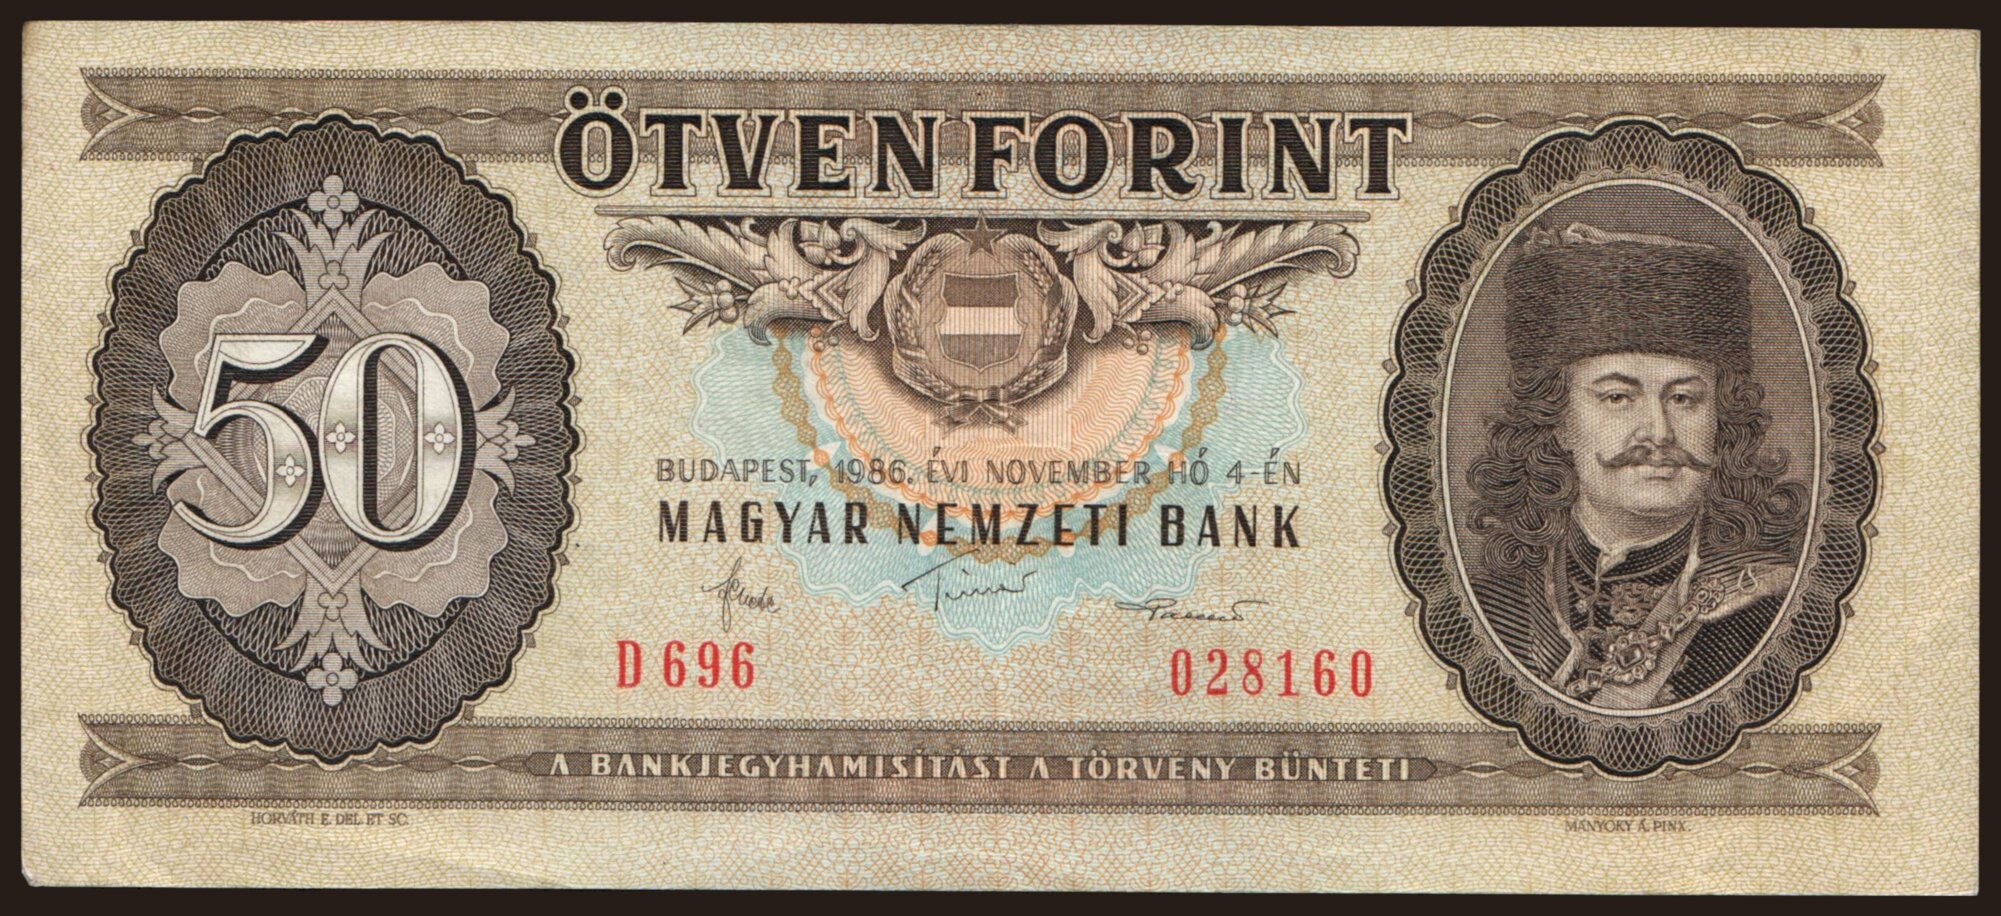 ÖTVEN FORINT
50
BUDAPEST, 1986. ÉVI NOVEMBER HÓ 4-ÉN
MAGYAR NEMZETI BANK
D 696
028160
A BANKJEGYHAMISÍTÁST A TÖRVÉNY BÜNTETI
HORVÁTH E. DEL. ET SC.
MÁNYOKY Á. PINX.